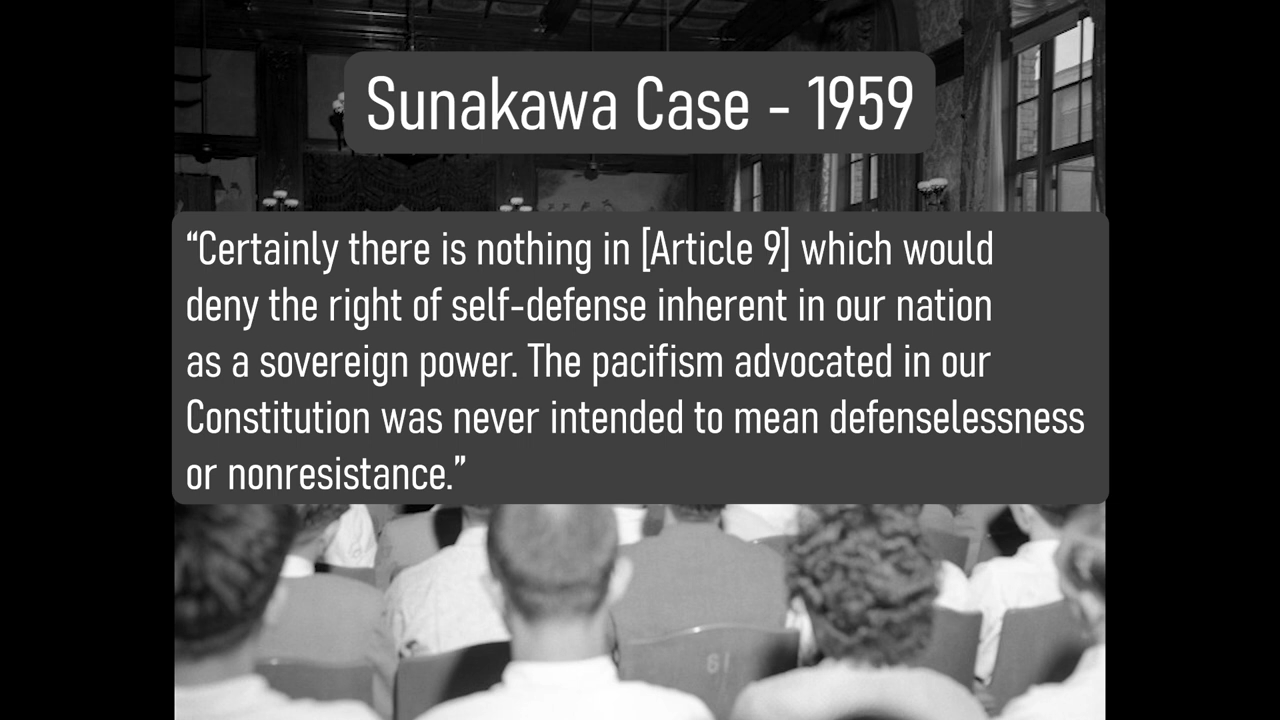 Sunakawa Case - 1959
“Certainly there is nothing in [Article 9] which would
deny the right of self-defense inherent in our nation
as a sovereign power. The pacifism advocated in our
Constitution was never intended to mean defenselessness
or nonresistance.”